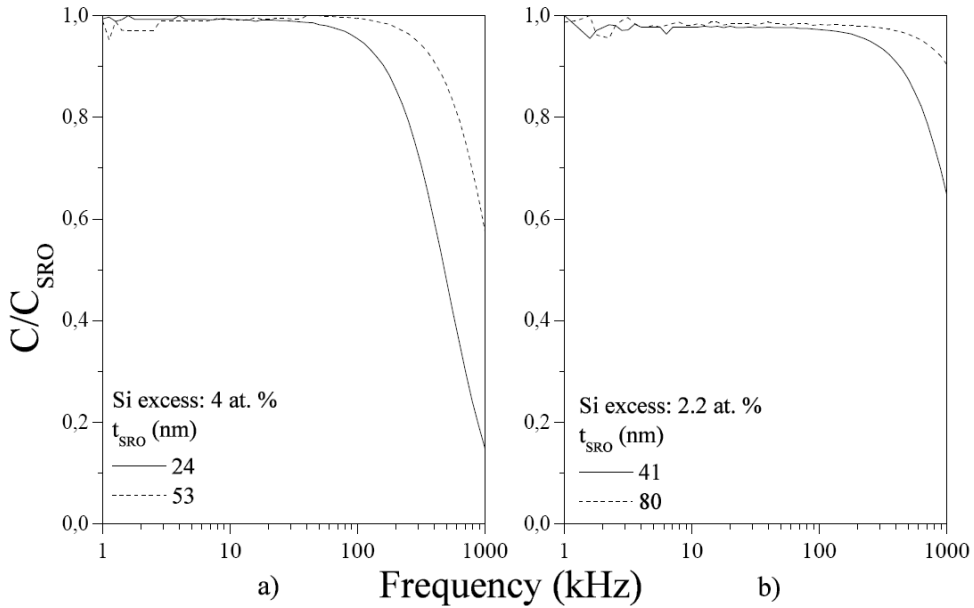 1,0
0,8
0,6
0,4
0,2
0,0
C/C_SRO
Si excess: 4 at. %
t_SRO (nm)
24
53
1 10 100 1000
a)
Si excess: 2.2 at. %
t_SRO (nm)
41
80
1,0
0,8
0,6
0,4
0,2
0,0
1 10 100 1000
b)
Frequency (kHz)